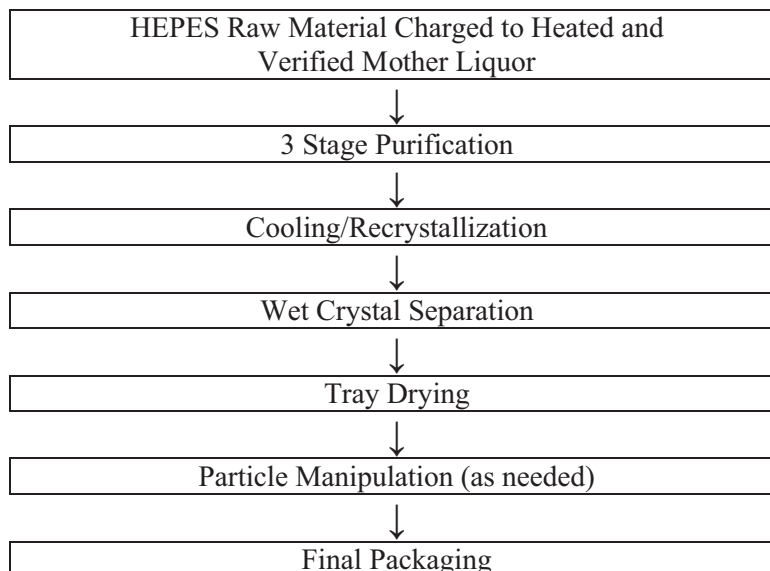 HEPES Raw Material Charged to Heated and
Verified Mother Liquor
3 Stage Purification
Cooling/Recrystallization
Wet Crystal Separation
Tray Drying
Particle Manipulation (as needed)
Final Packaging